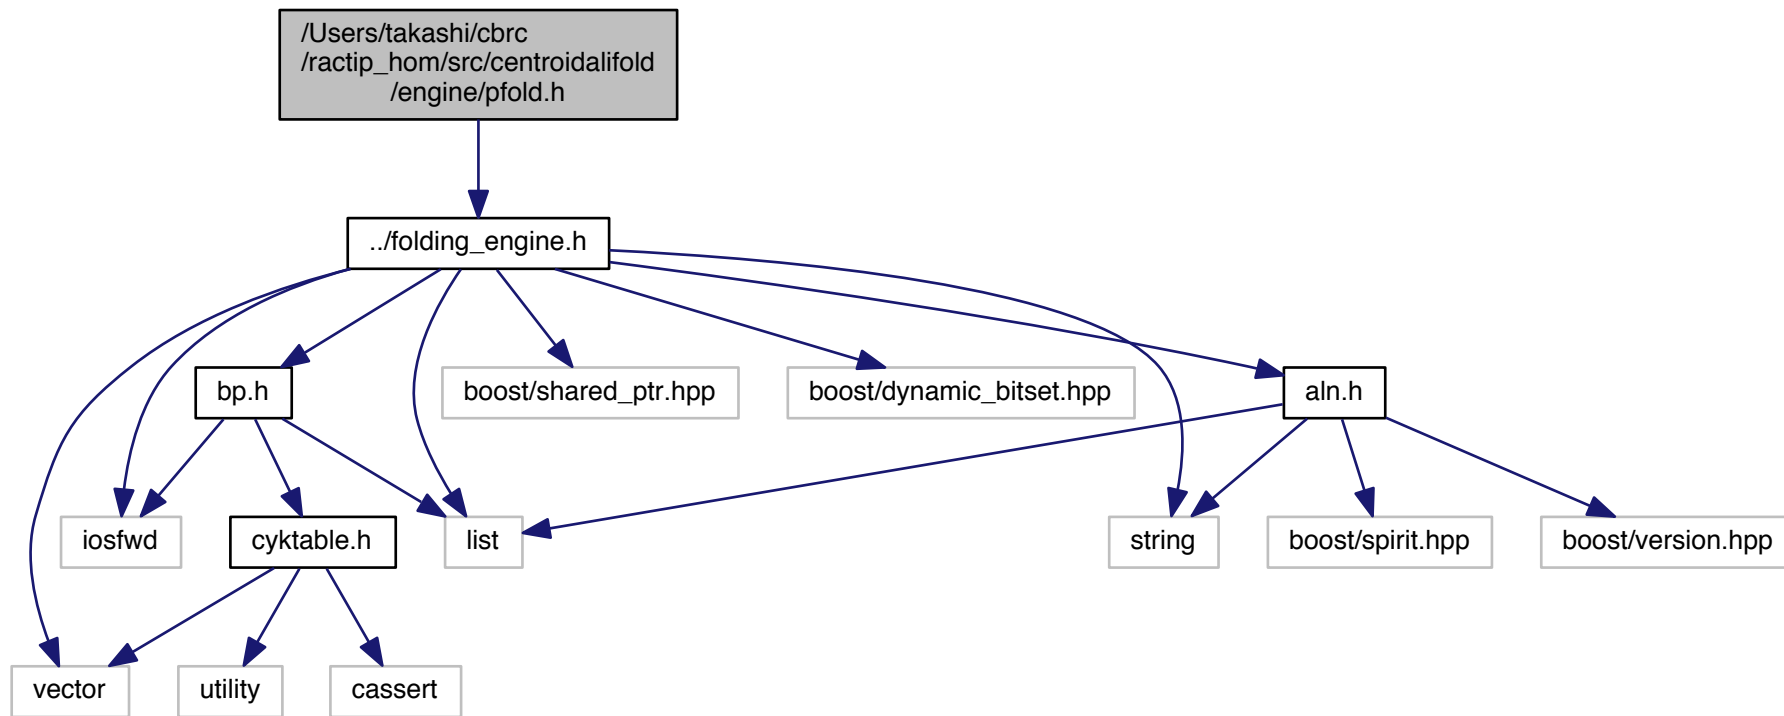 /Users/takashi/cbrc
/ractip_hom/src/centroidalifold
/engine/pfold.h
../folding_engine.h
bp.h
boost/shared_ptr.hpp
boost/dynamic_bitset.hpp
aln.h
iosfwd
cyktable.h
list
string
boost/spirit.hpp
boost/version.hpp
vector
utility
cassert